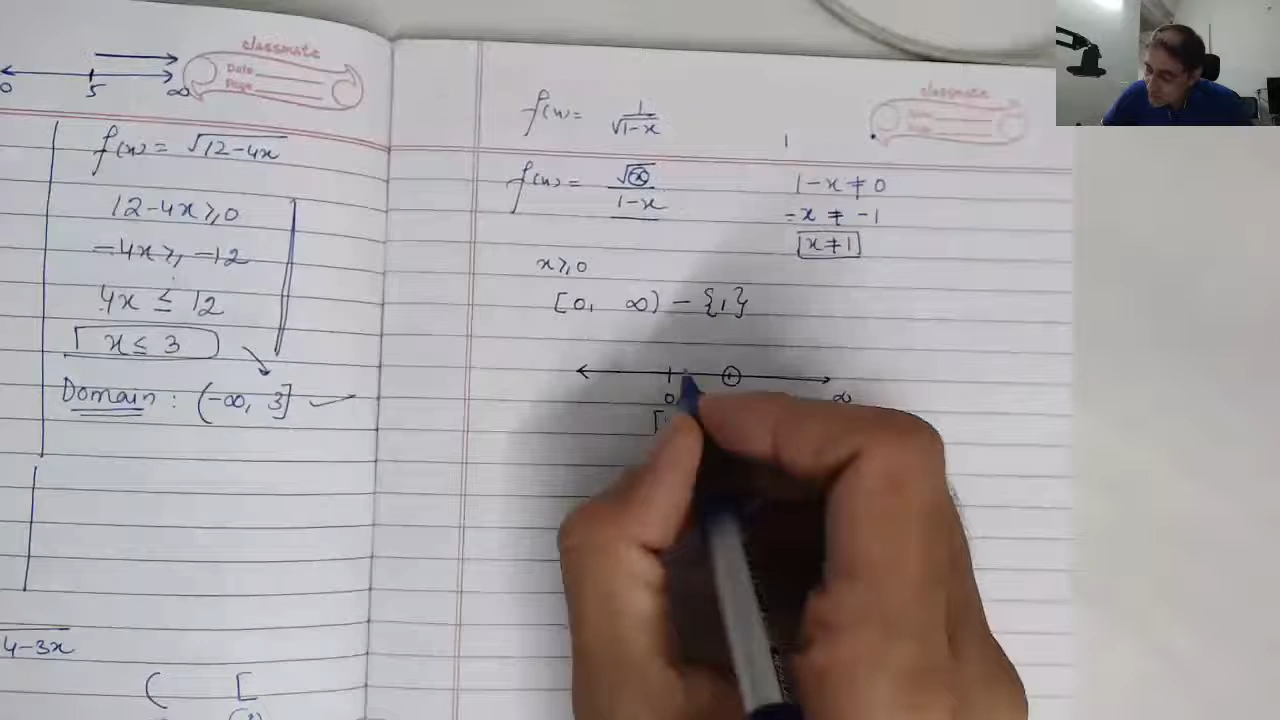 classmate
Date
Page
0 5 ∞
f(x) = √12-4x
12-4x ≥ 0
-4x ≥ -12
4x ≤ 12
x ≤ 3
Domain : (-∞, 3]
4-3x
( [
classmate
f(x) = 1/√1-x
1
f(x) = √x/1-x
1-x ≠ 0
-x ≠ -1
x ≠ 1
x ≥ 0
[0, ∞) - {1}
0 ∞
[